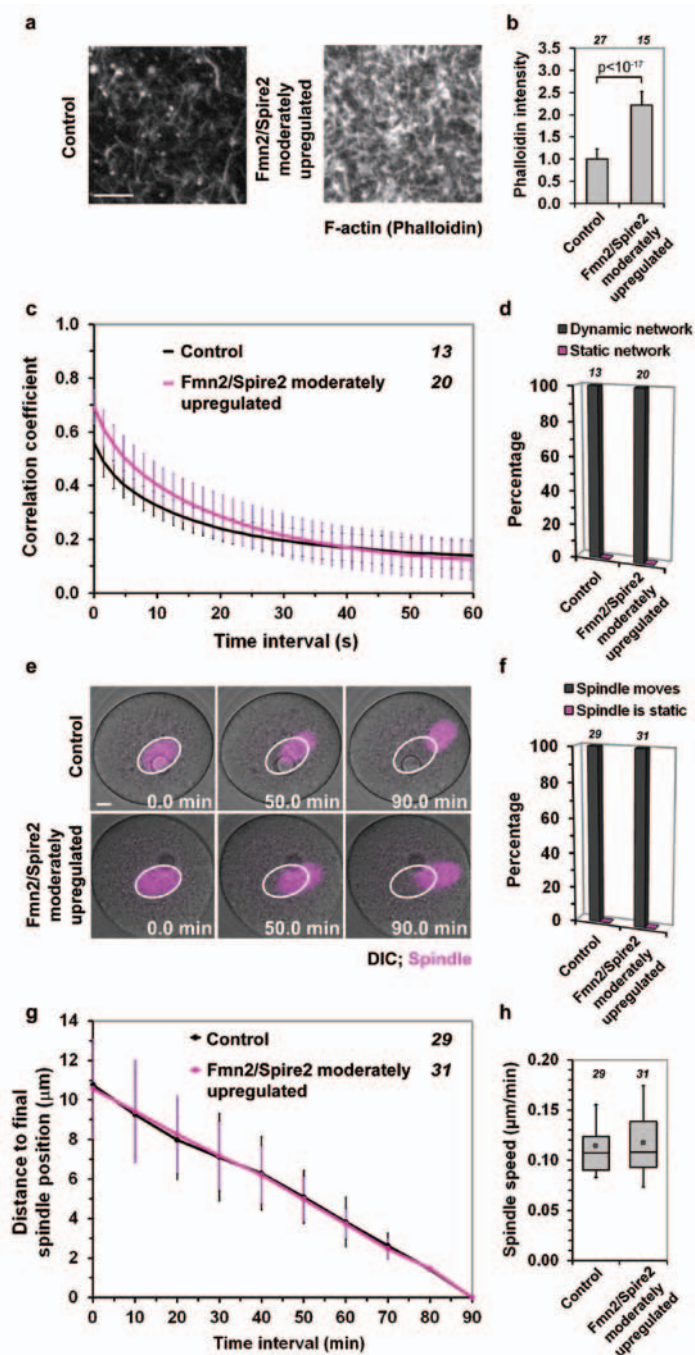 a
Control
Fmn2/Spire2
moderately
upregulated
F-actin (Phalloidin)
b
27 15
p<10-17
Phalloidin intensity
3.5
3.0
2.5
2.0
1.5
1.0
0.5
0.0
Control
Fmn2/Spire2
moderately
upregulated
c
Correlation coefficient
1.0
0.8
0.6
0.4
0.2
0.0
Control 13
Fmn2/Spire2 moderately 20
upregulated
0 10 20 30 40 50 60
Time interval (s)
d
Dynamic network
Static network
13 20
Percentage
100
80
60
40
20
0
Control
Fmn2/Spire2
moderately
upregulated
e
Control
0.0 min 50.0 min 90.0 min
Fmn2/Spire2
moderately
upregulated
0.0 min 50.0 min 90.0 min
DIC; Spindle
f
Spindle moves
Spindle is static
29 31
Percentage
100
80
60
40
20
0
Control
Fmn2/Spire2
moderately
upregulated
g
Distance to final
spindle position (µm)
14
12
10
8
6
4
2
0
Control 29
Fmn2/Spire2 moderately 31
upregulated
0 10 20 30 40 50 60 70 80 90
Time interval (min)
h
29 31
Spindle speed (µm/min)
0.20
0.15
0.10
0.05
0.00
Control
Fmn2/Spire2
moderately
upregulated